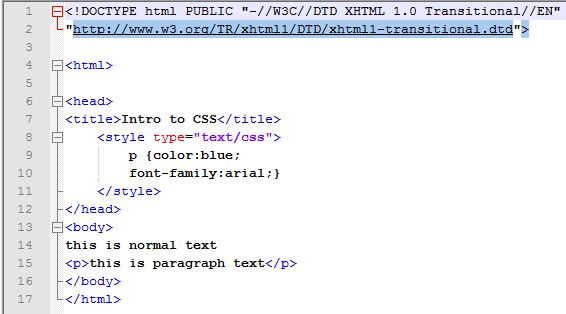 1 <!DOCTYPE html PUBLIC "-//W3C//DTD XHTML 1.0 Transitional//EN"
2 "http://www.w3.org/TR/xhtml1/DTD/xhtml1-transitional.dtd">
3
4 <html>
5
6 <head>
7 <title>Intro to CSS</title>
8 <style type="text/css">
9 p {color:blue;
10 font-family:arial;}
11 </style>
12 </head>
13 <body>
14 this is normal text
15 <p>this is paragraph text</p>
16 </body>
17 </html>